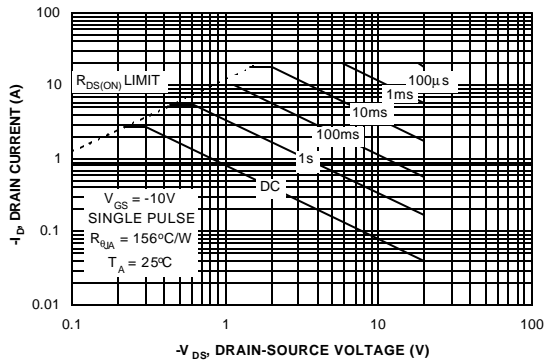 100
10
1
0.1
0.01
0.1
1
10
100
-I_D, DRAIN CURRENT (A)
R_DS(ON) LIMIT
100µs
1ms
10ms
100ms
1s
DC
V_GS = -10V
SINGLE PULSE
R_θJA = 156°C/W
T_A = 25°C
-V_DS, DRAIN-SOURCE VOLTAGE (V)